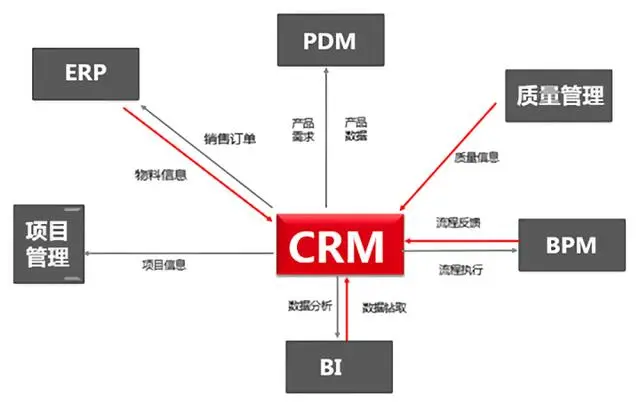 PDM
ERP
质量管理
销售订单
产品
需求
产品
数据
物料信息
质量信息
项目
管理
CRM
流程反馈
BPM
项目信息
流程执行
数据分析
数据钻取
BI